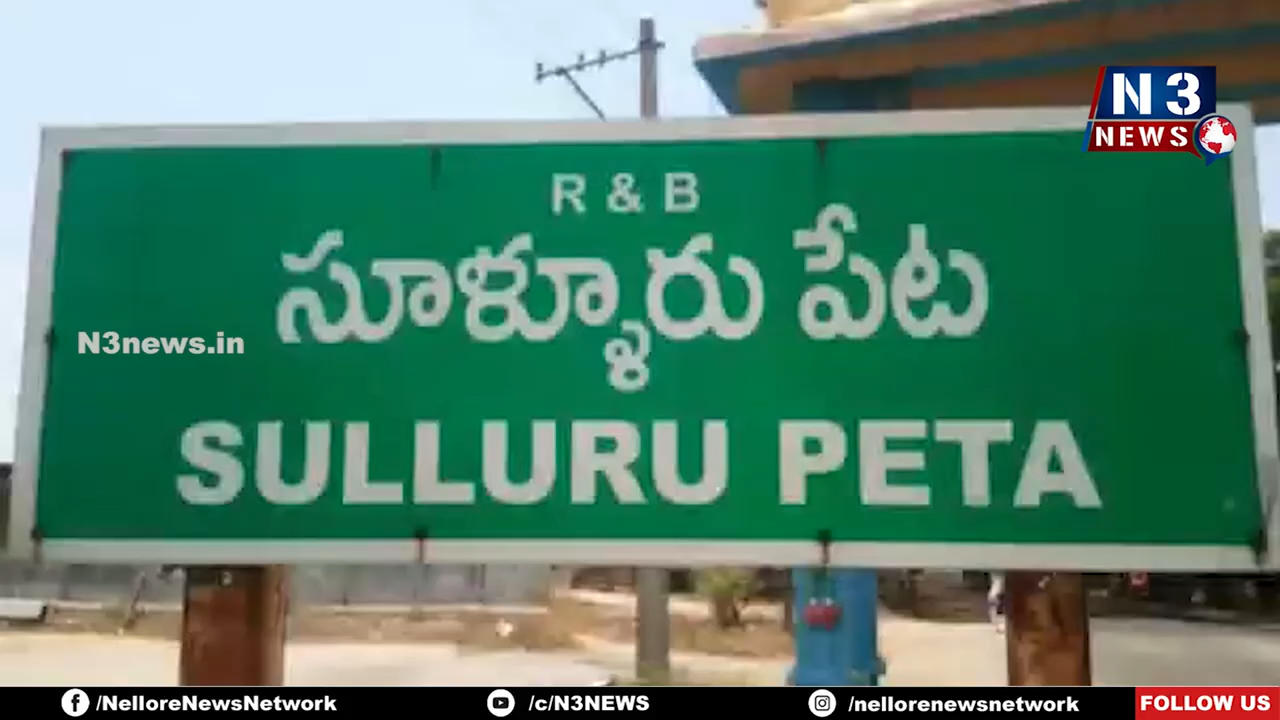 N3
NEWS
R & B
సూళ్ళూరు పేట
N3news.in
SULLURU PETA
/NelloreNewsNetwork
/c/N3NEWS
/nellorenewsnetwork
FOLLOW US